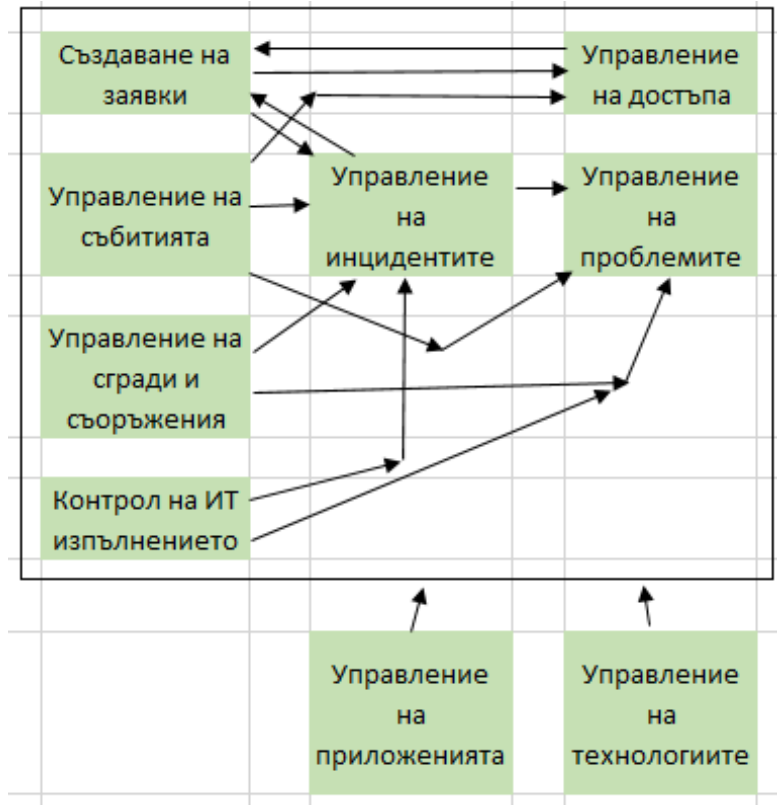 Създаване на
заявки
Управление
на достъпа
Управление на
събитията
Управление
на
инцидентите
Управление
на
проблемите
Управление на
сгради и
съоръжения
Контрол на ИТ
изпълнението
Управление
на
приложенията
Управление
на
технологиите